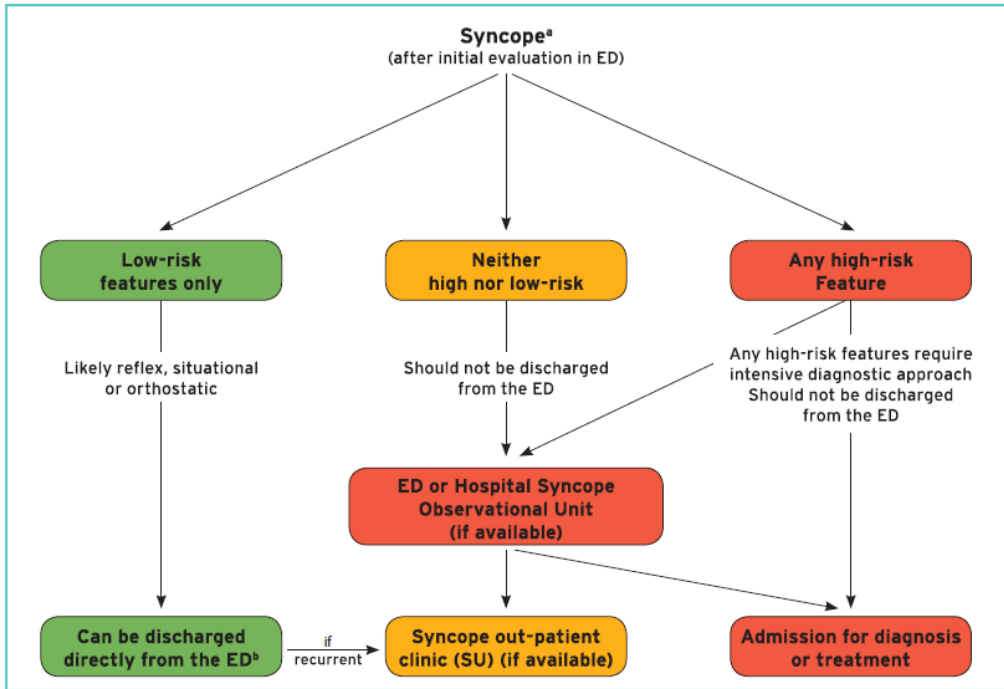 Syncopeᵃ
(after initial evaluation in ED)
Low-risk
features only
Neither
high nor low-risk
Any high-risk
Feature
Likely reflex, situational
or orthostatic
Should not be discharged
from the ED
Any high-risk features require
intensive diagnostic approach
Should not be discharged
from the ED
ED or Hospital Syncope
Observational Unit
(if available)
Can be discharged
directly from the EDᵇ
if
recurrent
Syncope out-patient
clinic (SU) (if available)
Admission for diagnosis
or treatment